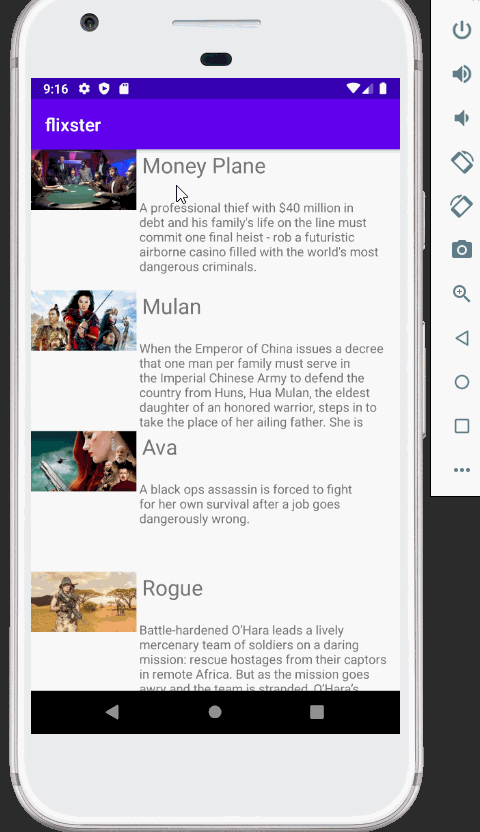 9:16
flixster
Money Plane
A professional thief with $40 million in
debt and his family's life on the line must
commit one final heist - rob a futuristic
airborne casino filled with the world's most
dangerous criminals.
Mulan
When the Emperor of China issues a decree
that one man per family must serve in
the Imperial Chinese Army to defend the
country from Huns, Hua Mulan, the eldest
daughter of an honored warrior, steps in to
take the place of her ailing father. She is
Ava
A black ops assassin is forced to fight
for her own survival after a job goes
dangerously wrong.
Rogue
Battle-hardened O'Hara leads a lively
mercenary team of soldiers on a daring
mission: rescue hostages from their captors
in remote Africa. But as the mission goes
awry and the team is stranded, O'Hara's